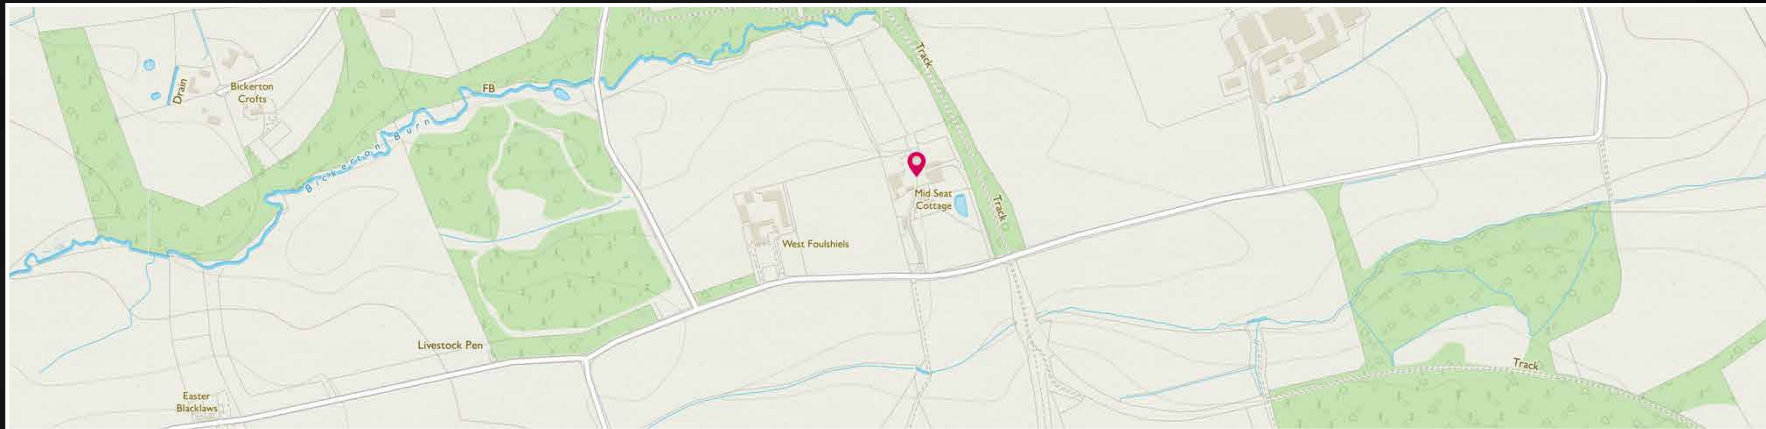 Track
Drain
Bickerton
Crofts
FB
Bickerton Burn
Mid Seat
Cottage
Track
West Foulshiels
Livestock Pen
Track
Easter
Blacklaws